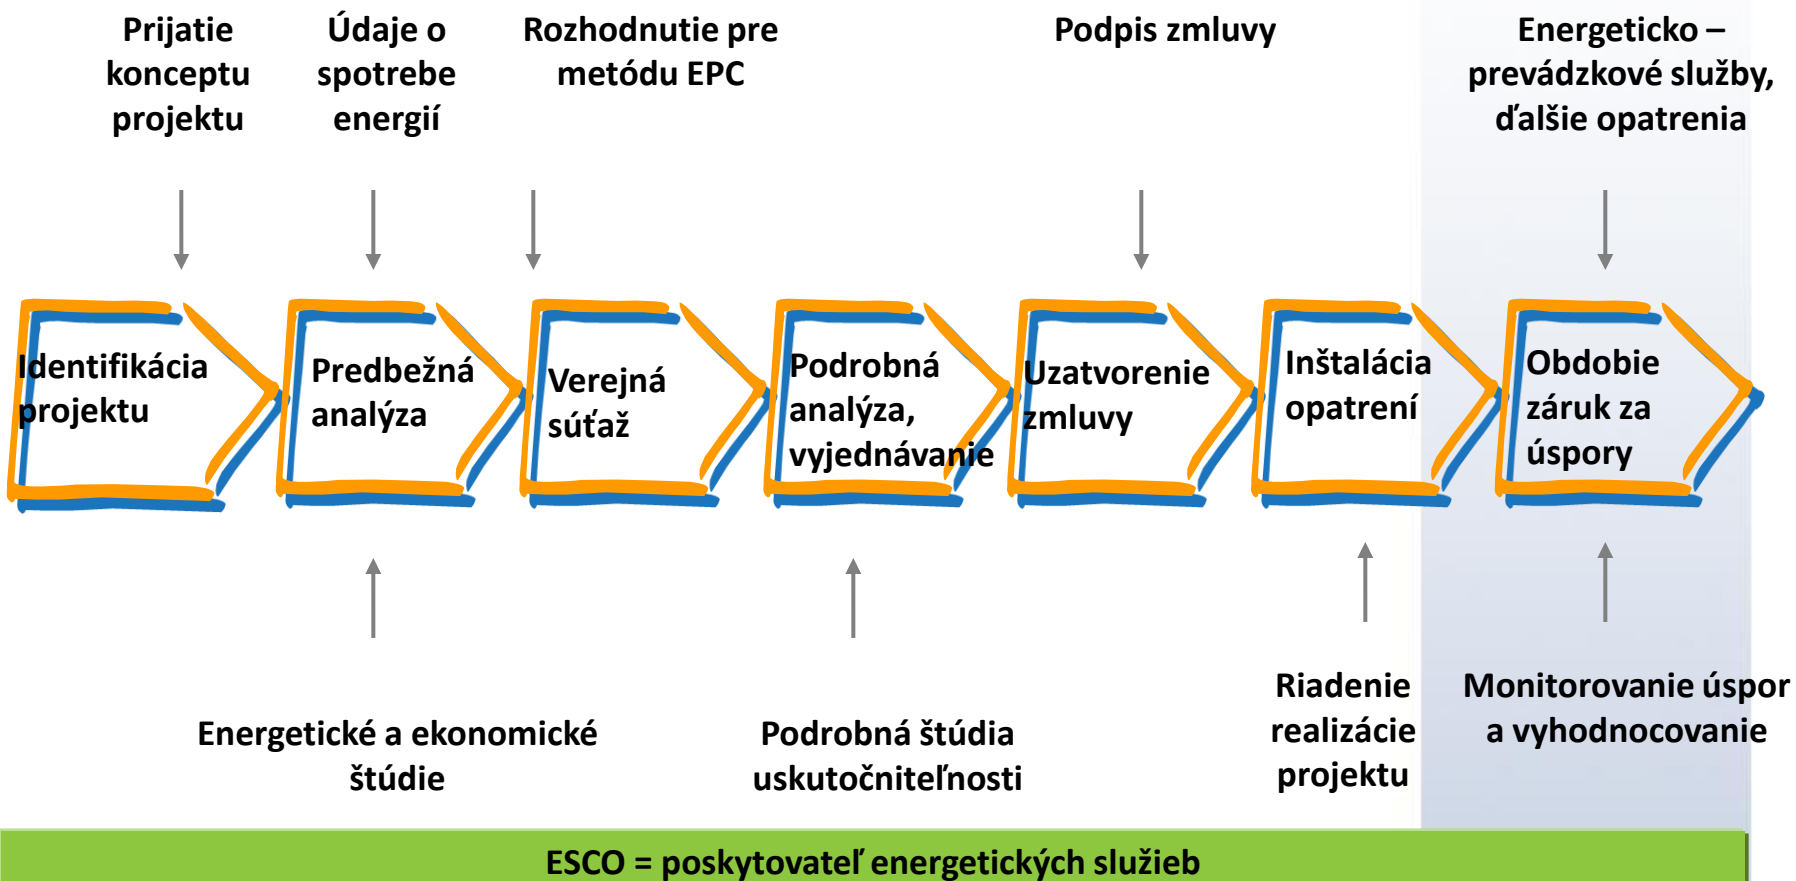 Prijatie
konceptu
projektu
Údaje o
spotrebe
energií
Rozhodnutie pre
metódu EPC
Podpis zmluvy
Energeticko –
prevádzkové služby,
ďalšie opatrenia
Identifikácia
projektu
Predbežná
analýza
Verejná
súťaž
Podrobná
analýza,
vyjednávanie
Uzatvorenie
zmluvy
Inštalácia
opatrení
Obdobie
záruk za
úspory
Energetické a ekonomické
štúdie
Podrobná štúdia
uskutočniteľnosti
Riadenie
realizácie
projektu
Monitorovanie úspor
a vyhodnocovanie
ESCO = poskytovateľ energetických služieb